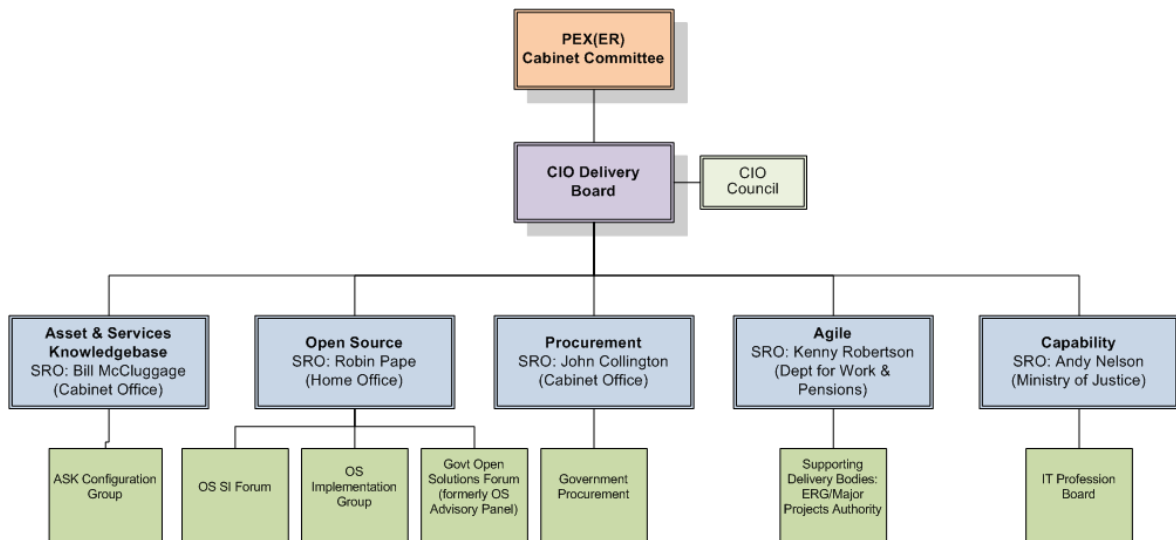 PEX(ER)
Cabinet Committee
CIO Delivery
Board
CIO
Council
Asset & Services
Knowledgebase
SRO: Bill McCluggage
(Cabinet Office)
Open Source
SRO: Robin Pape
(Home Office)
Procurement
SRO: John Collington
(Cabinet Office)
Agile
SRO: Kenny Robertson
(Dept for Work &
Pensions)
Capability
SRO: Andy Nelson
(Ministry of Justice)
ASK Configuration
Group
OS SI Forum
OS
Implementation
Group
Govt Open
Solutions Forum
(formerly OS
Advisory Panel)
Government
Procurement
Supporting
Delivery Bodies:
ERG/Major
Projects Authority
IT Profession
Board